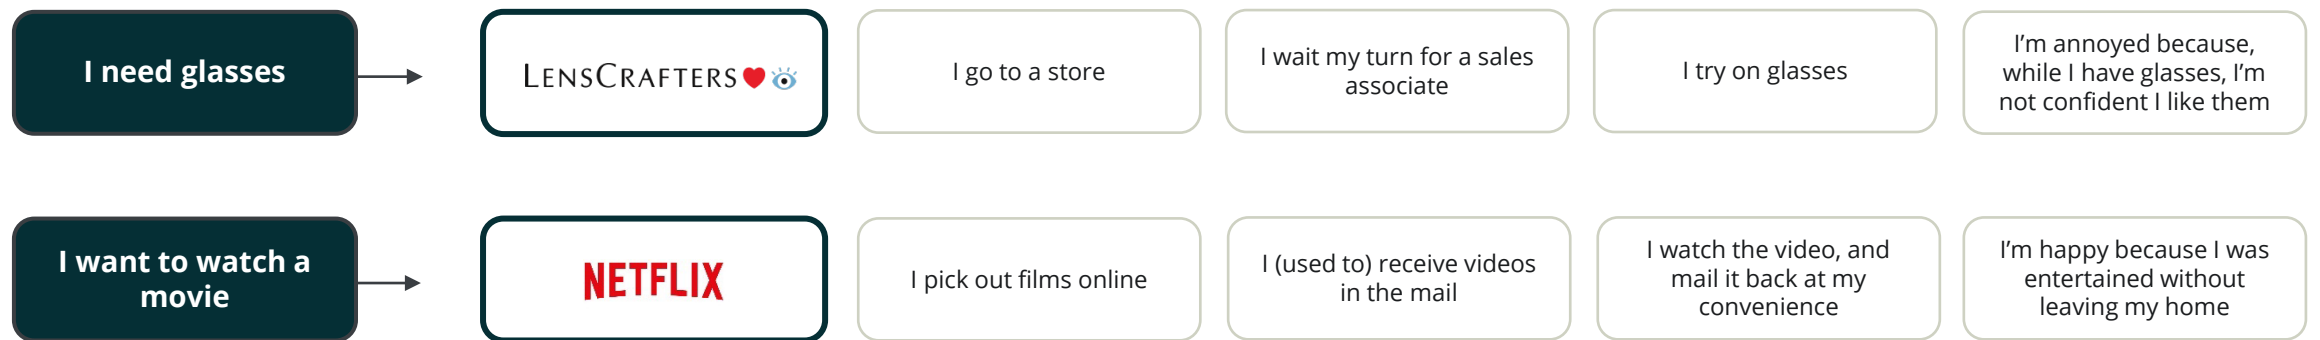 I need glasses
LENSCRAFTERS
I go to a store
I wait my turn for a sales
associate
I try on glasses
I’m annoyed because,
while I have glasses, I’m
not confident I like them
I want to watch a
movie
NETFLIX
I pick out films online
I (used to) receive videos
in the mail
I watch the video, and
mail it back at my
convenience
I’m happy because I was
entertained without
leaving my home